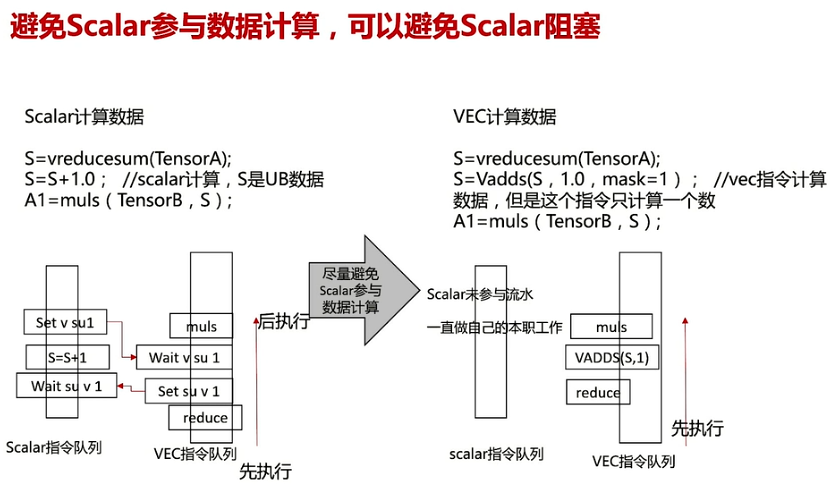 避免Scalar参与数据计算，可以避免Scalar阻塞
Scalar计算数据
S=vreducesum(TensorA);
S=S+1.0； //scalar计算，S是UB数据
A1=muls（TensorB，S）;
VEC计算数据
S=vreducesum(TensorA);
S=Vadds(S，1.0，mask=1）； //vec指令计算
数据，但是这个指令只计算一个数
A1=muls（TensorB，S）;
Set v su1
S=S+1
Wait su v 1
Scalar指令队列
muls
Wait v su 1
Set su v 1
reduce
VEC指令队列
后执行
先执行
尽量避免
Scalar参与
数据计算
Scalar未参与流水
一直做自己的本职工作
scalar指令队列
muls
VADDS(S,1)
reduce
VEC指令队列
先执行